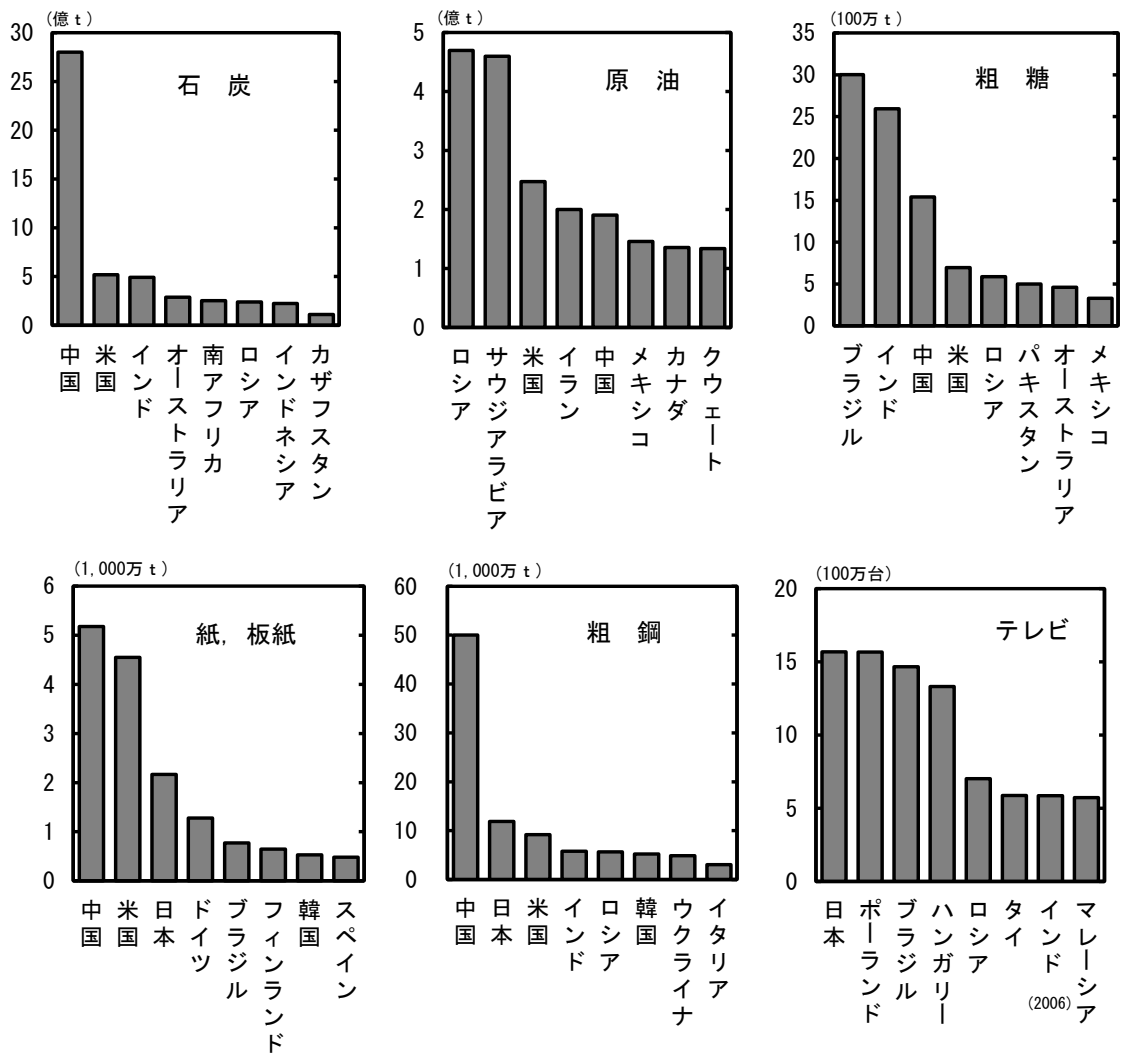 (億ｔ)
石 炭
30
25
20
15
10
5
0
中国
米国
インド
オーストラリア
南アフリカ
ロシア
インドネシア
カザフスタン
(億ｔ)
原 油
5
4
3
2
1
0
ロシア
サウジアラビア
米国
イラン
中国
メキシコ
カナダ
クウェート
(100万ｔ)
粗 糖
35
30
25
20
15
10
5
0
ブラジル
インド
中国
米国
ロシア
パキスタン
オーストラリア
メキシコ
(1,000万ｔ)
紙，板紙
6
5
4
3
2
1
0
中国
米国
日本
ドイツ
ブラジル
フィンランド
韓国
スペイン
(1,000万ｔ)
粗 鋼
60
50
40
30
20
10
0
中国
日本
米国
インド
ロシア
韓国
ウクライナ
イタリア
(100万台)
テレビ
20
15
10
5
0
日本
ポーランド
ブラジル
ハンガリー
ロシア
タイ
インド
マレーシア
(2006)